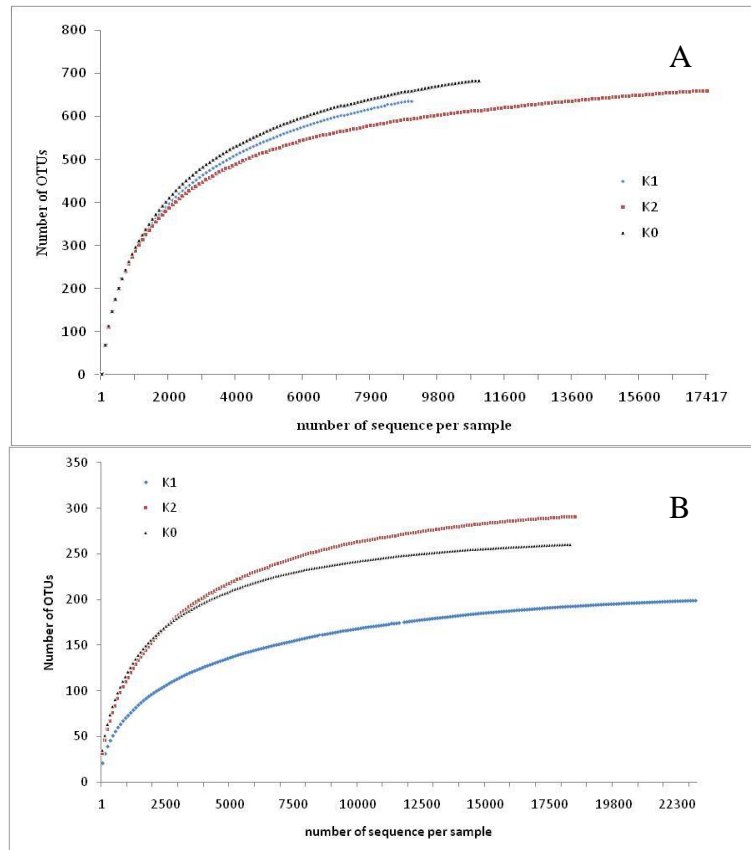 A
800
700
600
500
400
300
200
100
0
Number of OTUs
K1
K2
K0
1 2000 4000 6000 7900 9800 11600 13600 15600 17417
number of sequence per sample
B
350
300
250
200
150
100
50
0
Number of OTUs
K1
K2
K0
1 2500 5000 7500 10000 12500 15000 17500 19800 22300
number of sequence per sample